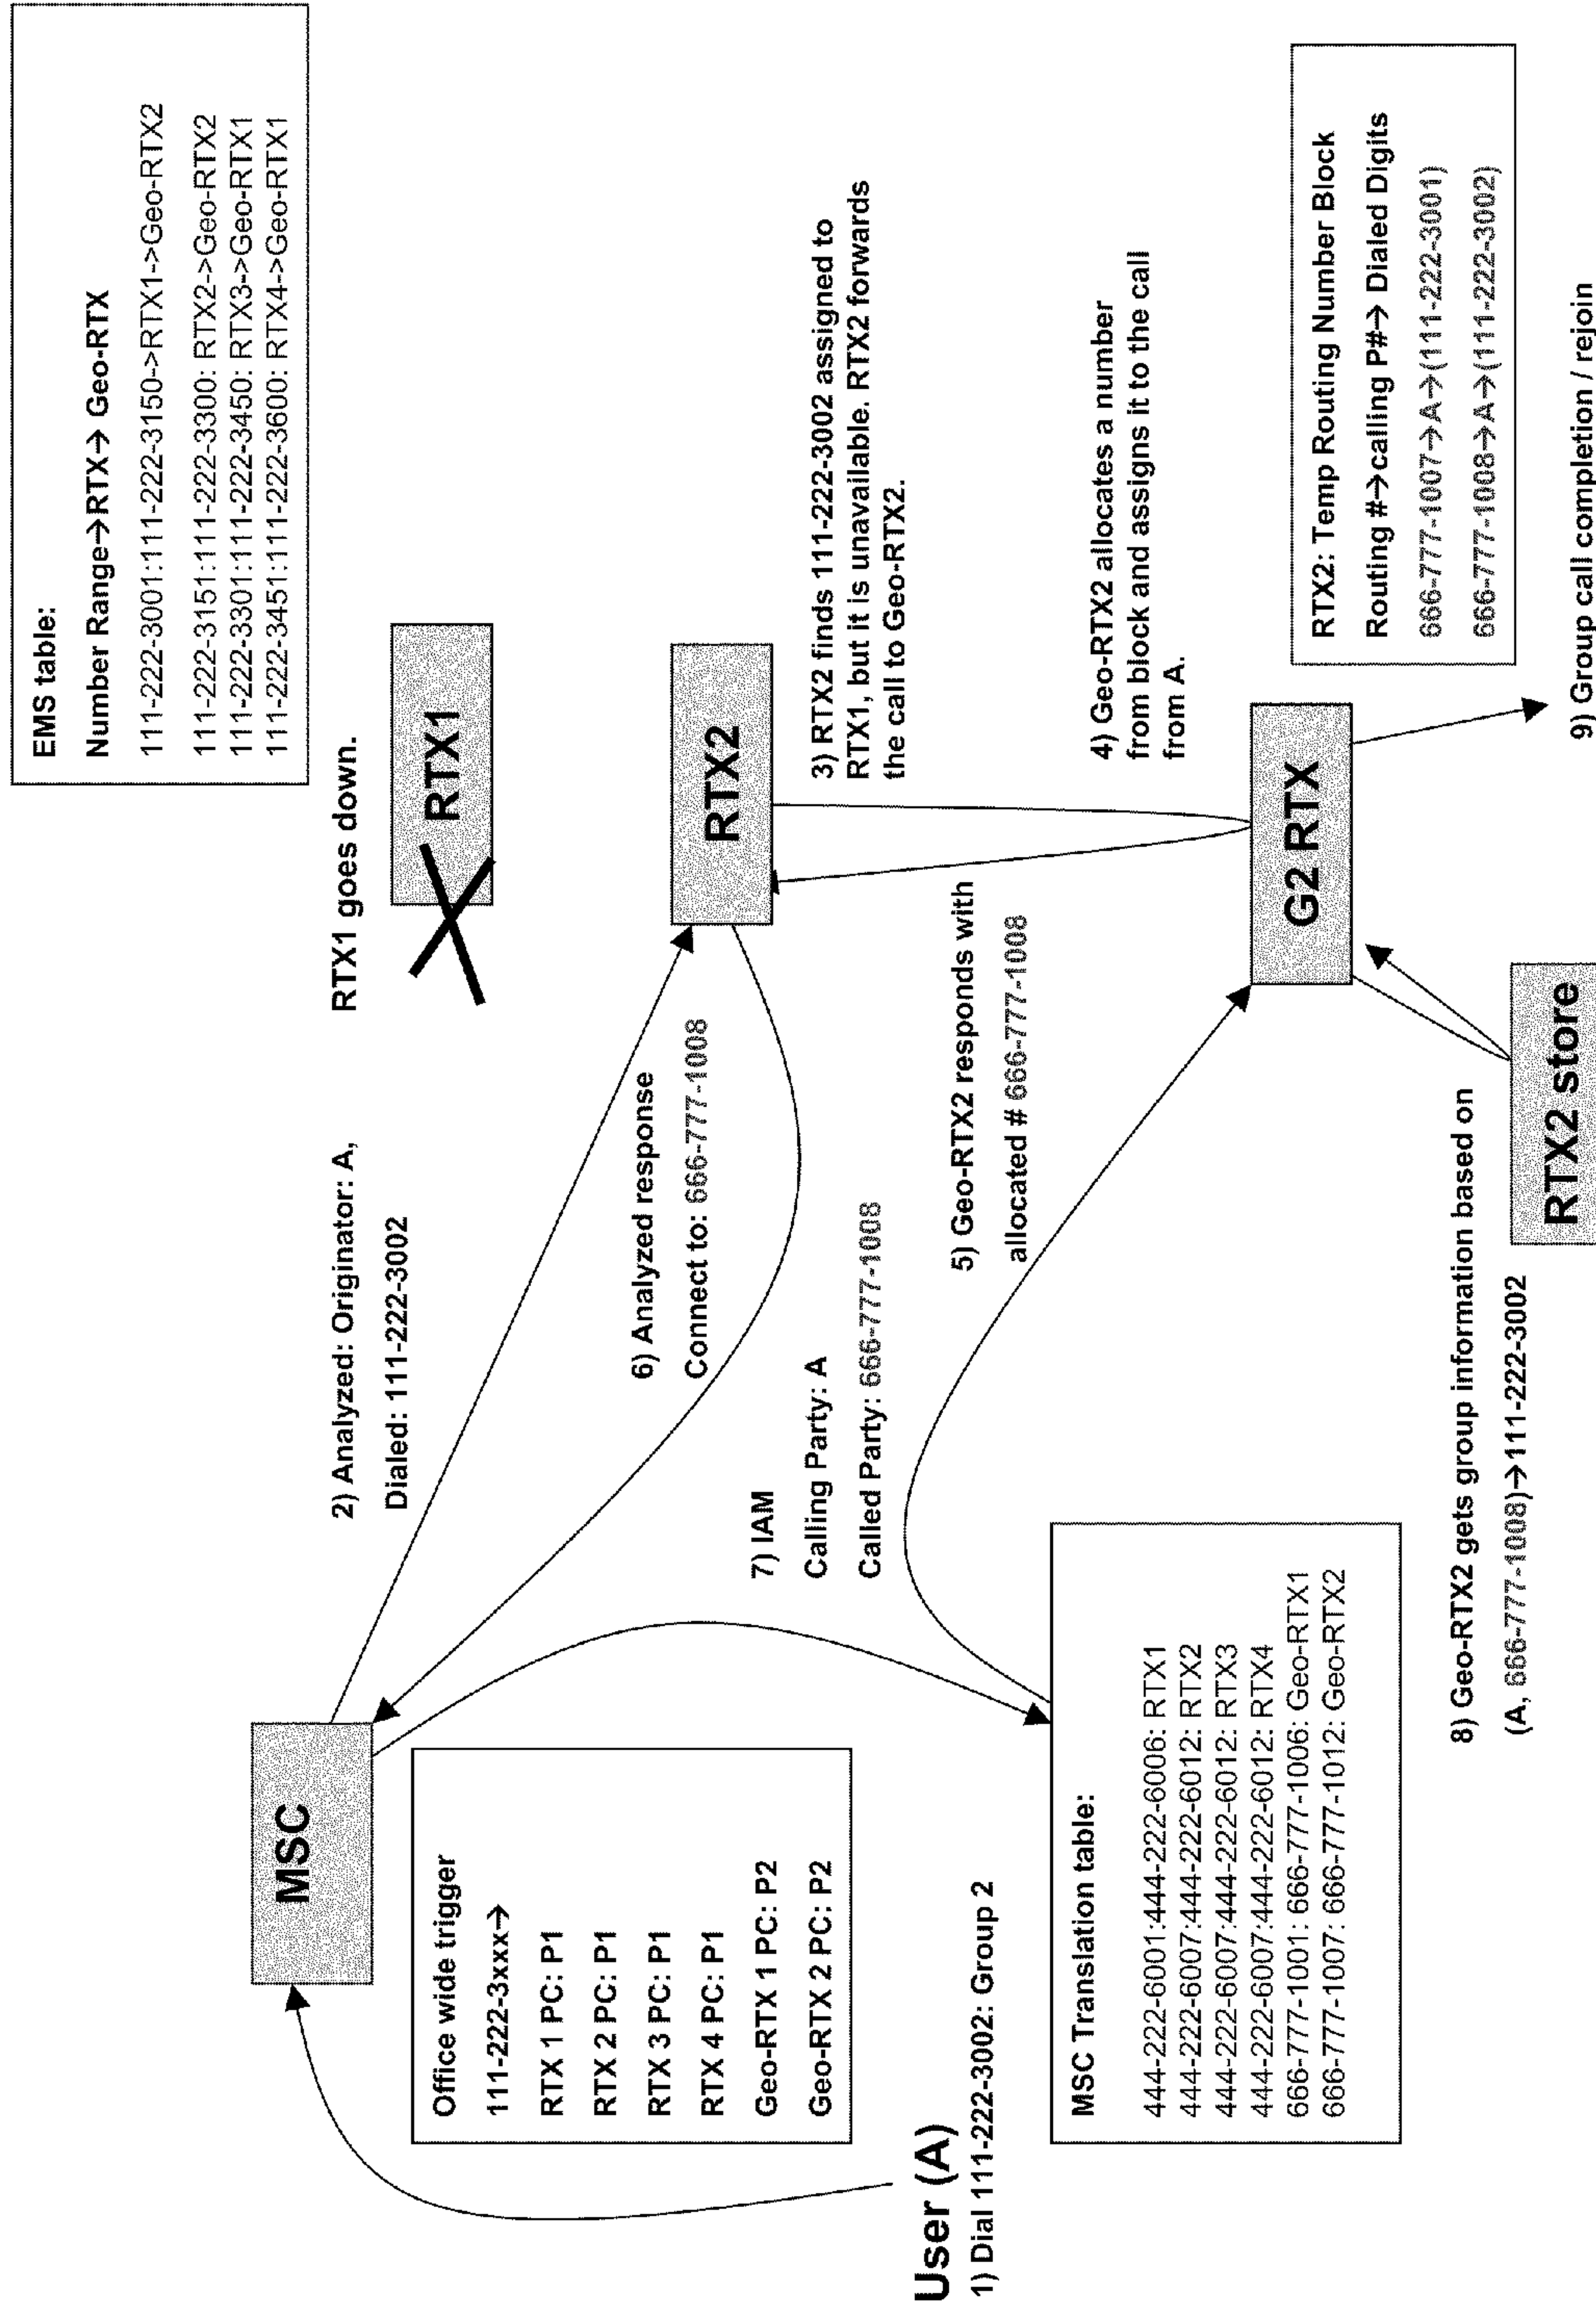 EMS table:
Number Range→RTX→ Geo-RTX
111-222-3001:111-222-3150->RTX1->Geo-RTX2
111-222-3151:111-222-3300: RTX2->Geo-RTX2
111-222-3301:111-222-3450: RTX3->Geo-RTX1
111-222-3451:111-222-3600: RTX4->Geo-RTX1
RTX1 goes down.
RTX1
MSC
2) Analyzed: Originator: A,
Dialed: 111-222-3002
Office wide trigger
111-222-3xxx→
RTX 1 PC: P1
RTX 2 PC: P1
RTX 3 PC: P1
RTX 4 PC: P1
Geo-RTX 1 PC: P2
Geo-RTX 2 PC: P2
6) Analyzed response
Connect to: 666-777-1008
RTX2
3) RTX2 finds 111-222-3002 assigned to
RTX1, but it is unavailable. RTX2 forwards
the call to Geo-RTX2.
7) IAM
Calling Party: A
Called Party: 666-777-1008
User (A)
1) Dial 111-222-3002: Group 2
5) Geo-RTX2 responds with
allocated # 666-777-1008
4) Geo-RTX2 allocates a number
from block and assigns it to the call
from A.
MSC Translation table:
444-222-6001:444-222-6006: RTX1
444-222-6007:444-222-6012: RTX2
444-222-6007:444-222-6012: RTX3
444-222-6007:444-222-6012: RTX4
666-777-1001: 666-777-1006: Geo-RTX1
666-777-1007: 666-777-1012: Geo-RTX2
G2 RTX
RTX2: Temp Routing Number Block
Routing #→calling P#→ Dialed Digits
666-777-1007→A→(111-222-3001)
666-777-1008→A→(111-222-3002)
8) Geo-RTX2 gets group information based on
(A, 666-777-1008)→111-222-3002
RTX2 store
9) Group call completion / rejoin